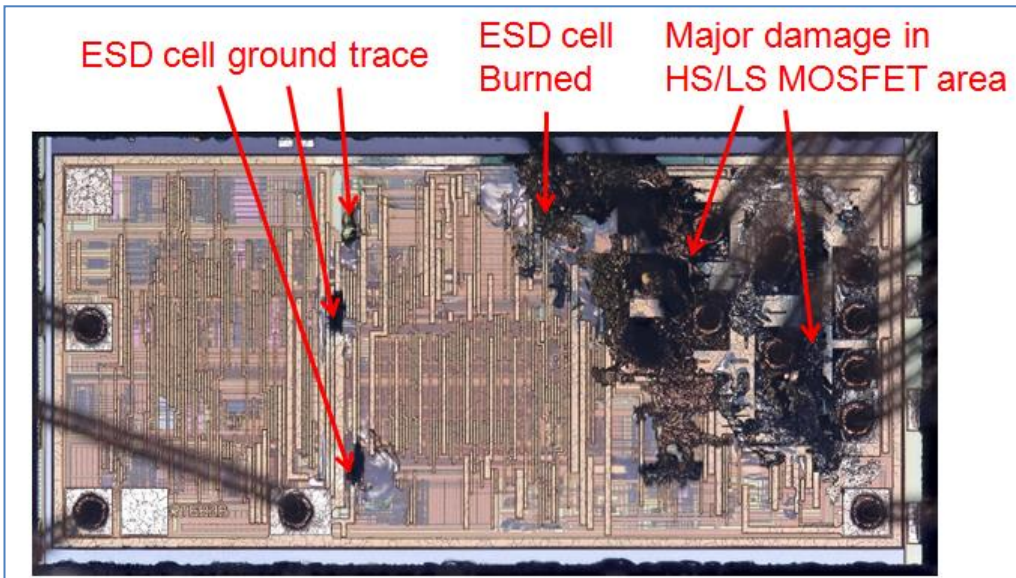 ESD cell ground trace
ESD cell
Burned
Major damage in
HS/LS MOSFET area